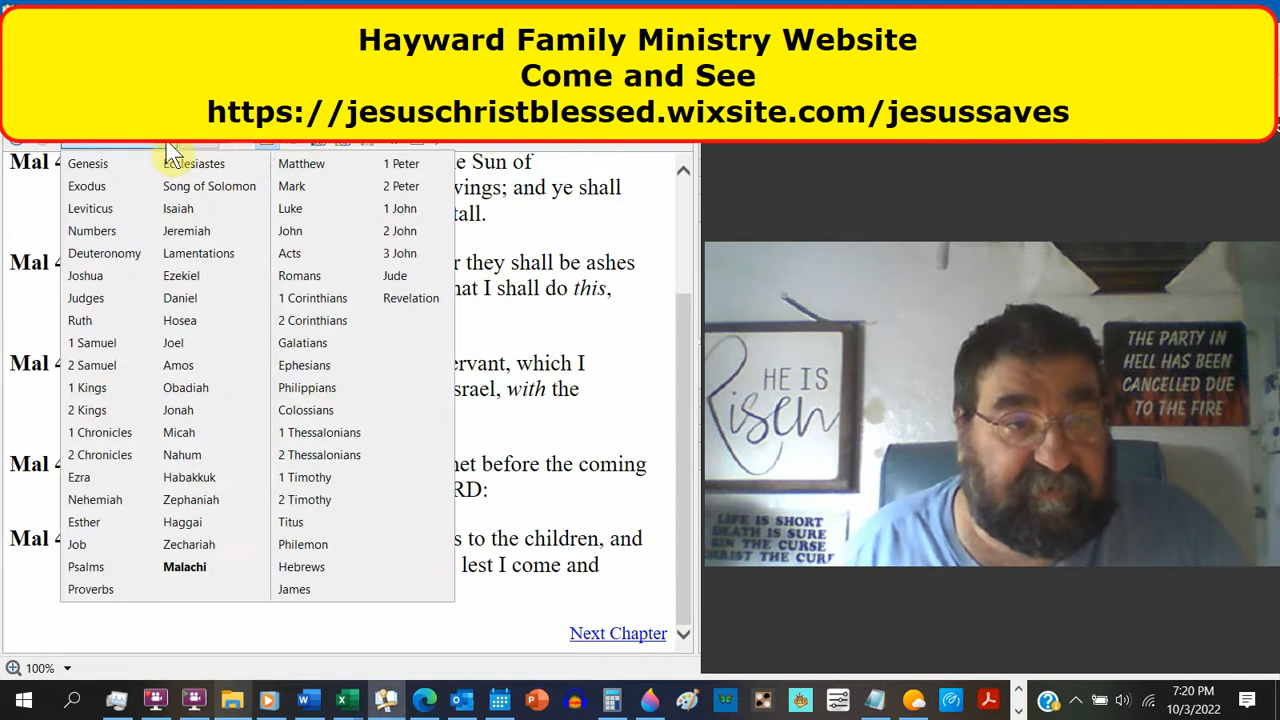 Hayward Family Ministry Website
Come and See
https://jesuschristblessed.wixsite.com/jesussaves
Genesis
Exodus
Leviticus
Numbers
Deuteronomy
Joshua
Judges
Ruth
1 Samuel
2 Samuel
1 Kings
2 Kings
1 Chronicles
2 Chronicles
Ezra
Nehemiah
Esther
Job
Psalms
Proverbs
Ecclesiastes
Song of Solomon
Isaiah
Jeremiah
Lamentations
Ezekiel
Daniel
Hosea
Joel
Amos
Obadiah
Jonah
Micah
Nahum
Habakkuk
Zephaniah
Haggai
Zechariah
Malachi
Matthew
Mark
Luke
John
Acts
Romans
1 Corinthians
2 Corinthians
Galatians
Ephesians
Philippians
Colossians
1 Thessalonians
2 Thessalonians
1 Timothy
2 Timothy
Titus
Philemon
Hebrews
James
1 Peter
2 Peter
1 John
2 John
3 John
Jude
Revelation
Mal 4 e Sun of
vings; and ye shall
tall.
Mal 4 r they shall be ashes
hat I shall do this,
Mal 4 ervant, which I
srael, with the
Mal 4 net before the coming
RD:
Mal 4 s to the children, and
lest I come and
Next Chapter
100%
HE IS
Risen
THE PARTY IN
HELL HAS BEEN
CANCELLED DUE
TO THE FIRE
LIFE IS SHORT
DEATH IS SURE
SIN THE CURSE
CHRIST THE CUR
7:20 PM
10/3/2022